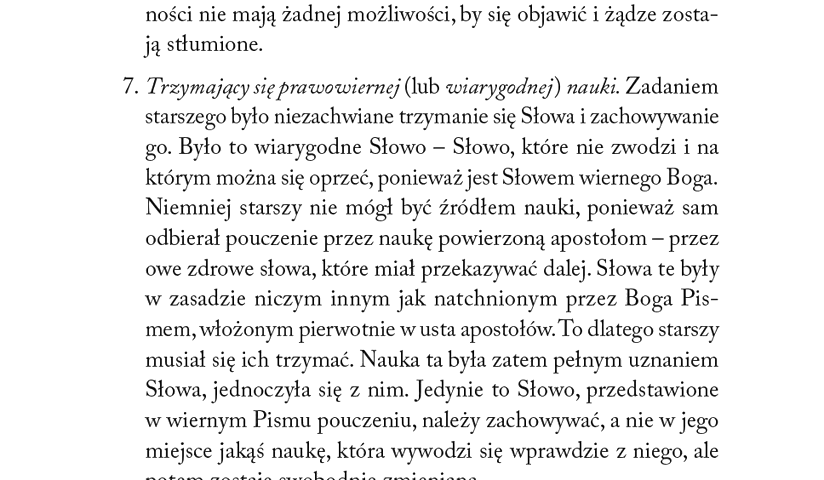 ności nie mają żadnej możliwości, by się objawić i żądze zosta-
ją stłumione.
7. Trzymający się prawowiernej (lub wiarygodnej) nauki. Zadaniem
starszego było niezachwiane trzymanie się Słowa i zachowywanie
go. Było to wiarygodne Słowo – Słowo, które nie zwodzi i na
którym można się oprzeć, ponieważ jest Słowem wiernego Boga.
Niemniej starszy nie mógł być źródłem nauki, ponieważ sam
odbierał pouczenie przez naukę powierzoną apostołom – przez
owe zdrowe słowa, które miał przekazywać dalej. Słowa te były
w zasadzie niczym innym jak natchnionym przez Boga Pis-
mem, włożonym pierwotnie w usta apostołów. To dlatego starszy
musiał się ich trzymać. Nauka ta była zatem pełnym uznaniem
Słowa, jednoczyła się z nim. Jedynie to Słowo, przedstawione
w wiernym Pismu pouczeniu, należy zachowywać, a nie w jego
miejsce jakąś naukę, która wywodzi się wprawdzie z niego, ale
potem zostaje swobodnie zmieniana.